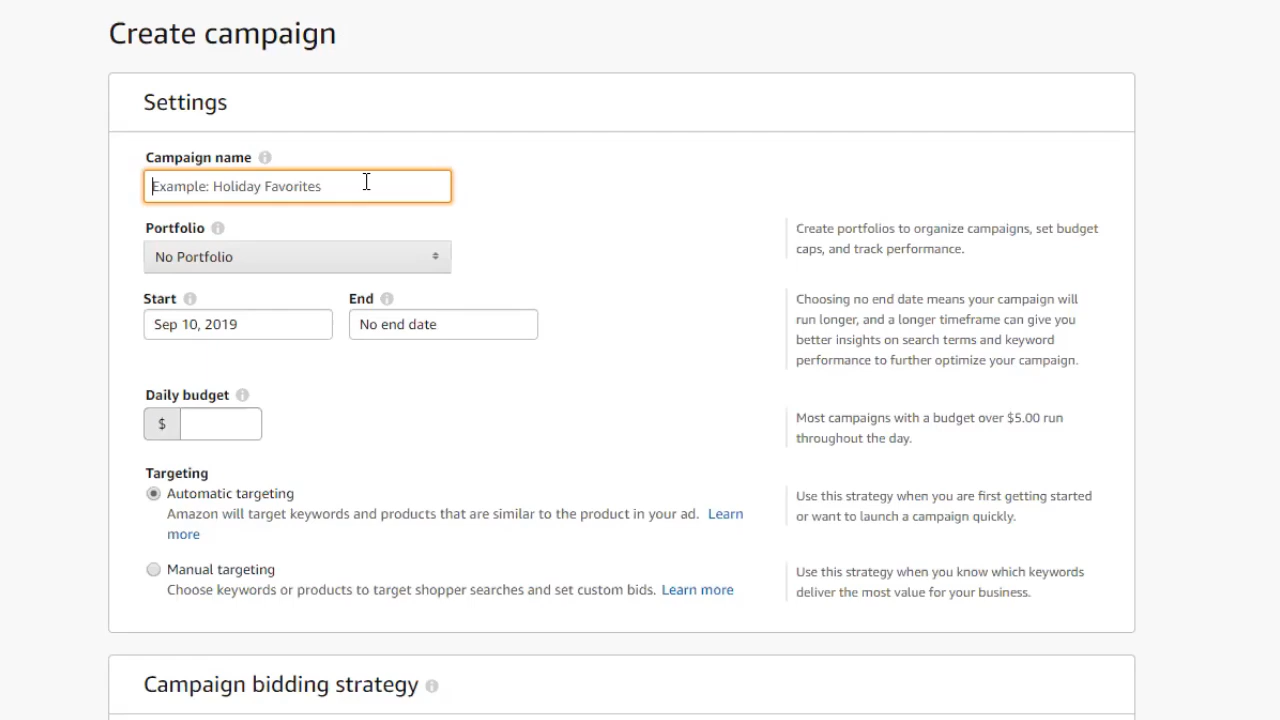 Create campaign
Settings
Campaign name
Example: Holiday Favorites
Portfolio
No Portfolio
Create portfolios to organize campaigns, set budget
caps, and track performance.
Start
End
Sep 10, 2019
No end date
Choosing no end date means your campaign will
run longer, and a longer timeframe can give you
better insights on search terms and keyword
performance to further optimize your campaign.
Daily budget
$
Most campaigns with a budget over $5.00 run
throughout the day.
Targeting
Automatic targeting
Amazon will target keywords and products that are similar to the product in your ad. Learn
more
Use this strategy when you are first getting started
or want to launch a campaign quickly.
Manual targeting
Choose keywords or products to target shopper searches and set custom bids. Learn more
Use this strategy when you know which keywords
deliver the most value for your business.
Campaign bidding strategy